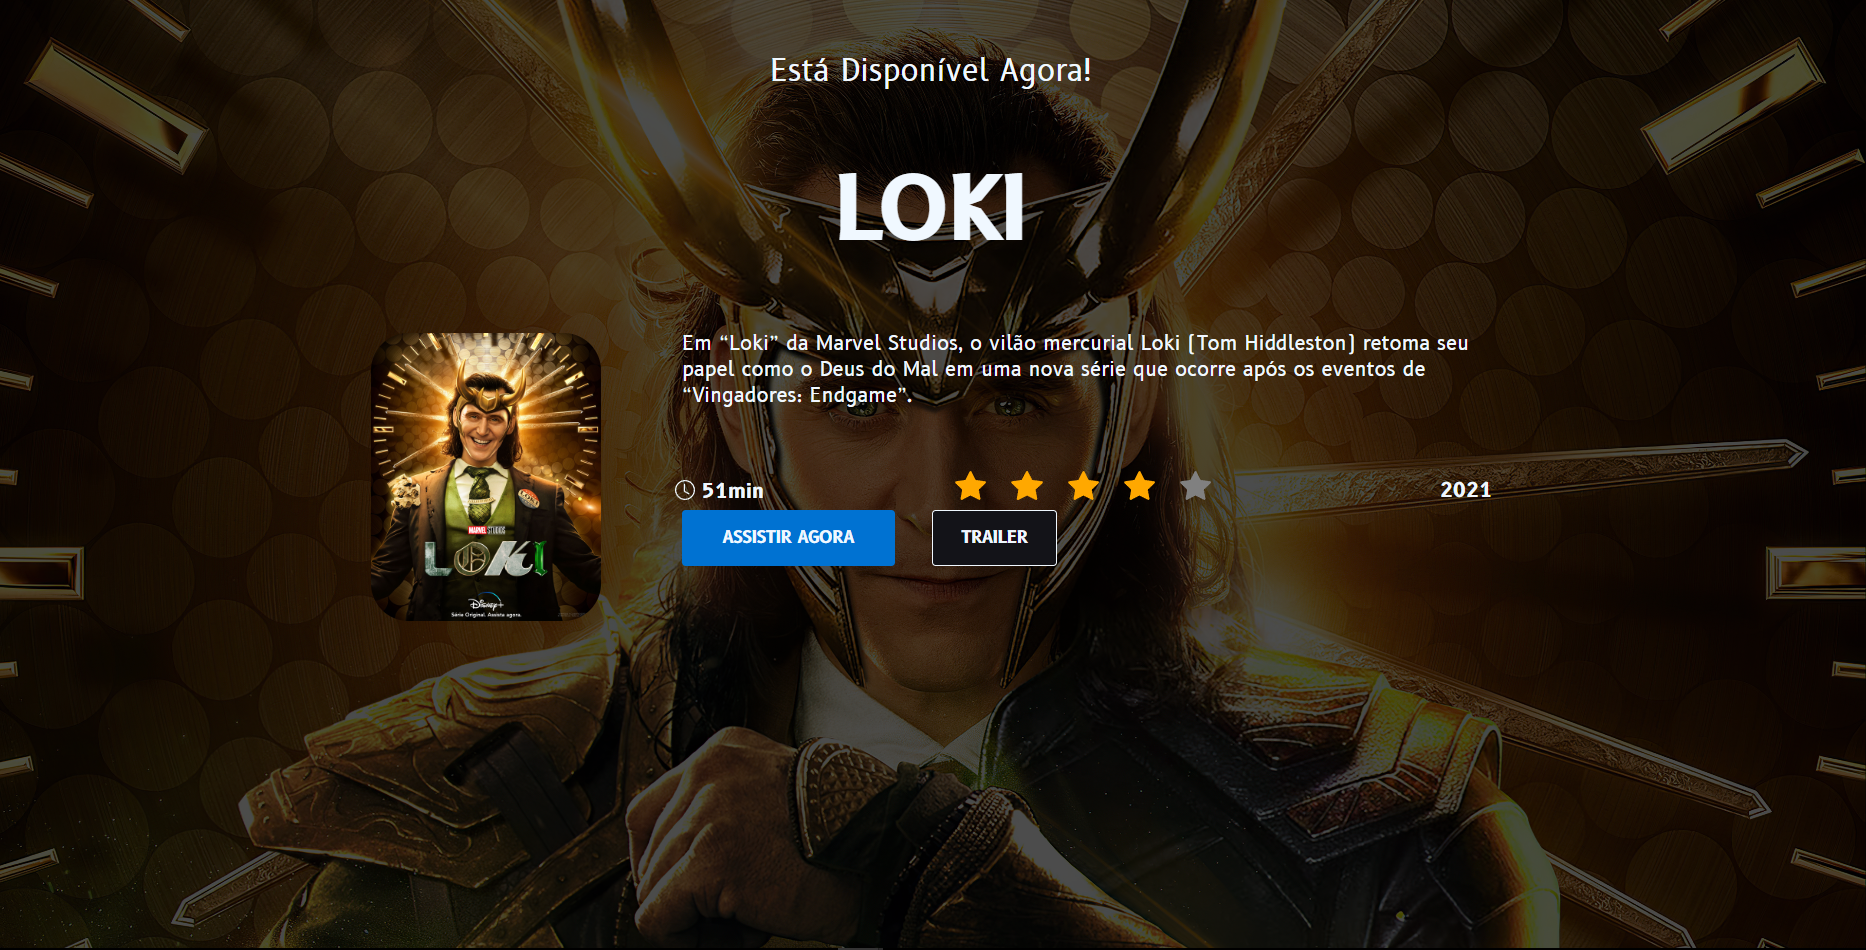 Está Disponível Agora!
LOKI
Em “Loki” da Marvel Studios, o vilão mercurial Loki (Tom Hiddleston) retoma seu
papel como o Deus do Mal em uma nova série que ocorre após os eventos de
“Vingadores: Endgame”.
51min
2021
ASSISTIR AGORA
TRAILER
MARVEL STUDIOS
LOKI
Disney+
Série Original. Assista agora.